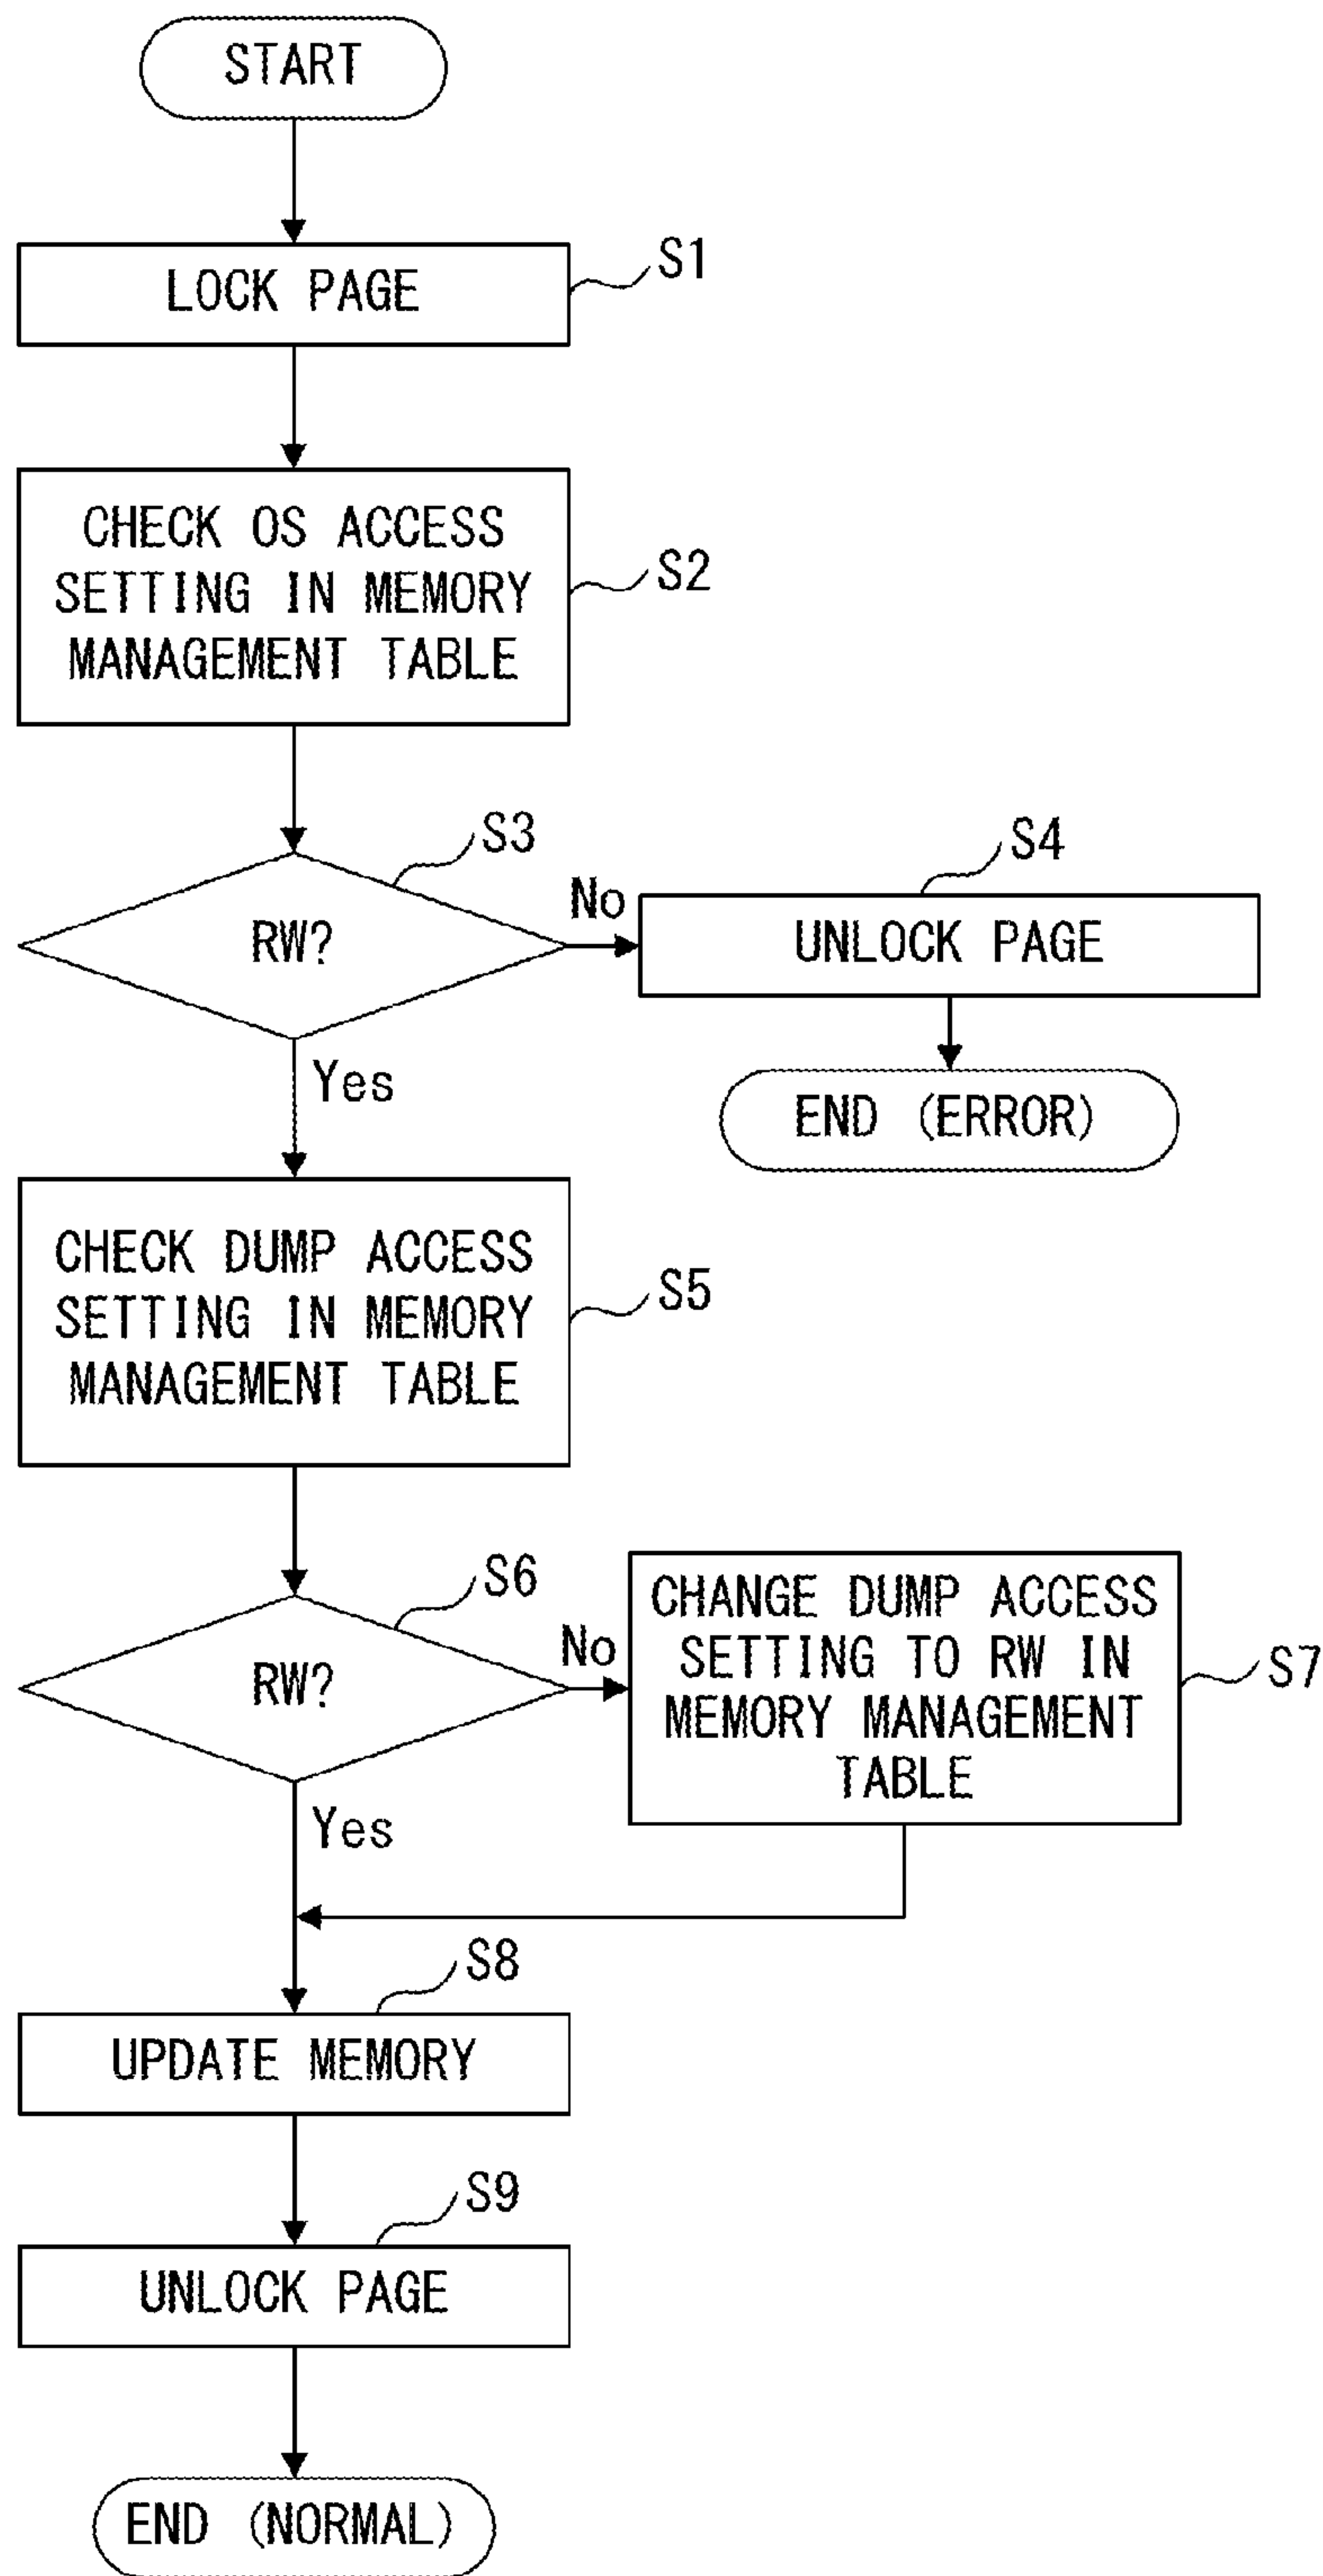 START
LOCK PAGE
S1
CHECK OS ACCESS
SETTING IN MEMORY
MANAGEMENT TABLE
S2
RW?
S3
No
Yes
UNLOCK PAGE
S4
END (ERROR)
CHECK DUMP ACCESS
SETTING IN MEMORY
MANAGEMENT TABLE
S5
RW?
S6
No
Yes
CHANGE DUMP ACCESS
SETTING TO RW IN
MEMORY MANAGEMENT
TABLE
S7
UPDATE MEMORY
S8
UNLOCK PAGE
S9
END (NORMAL)